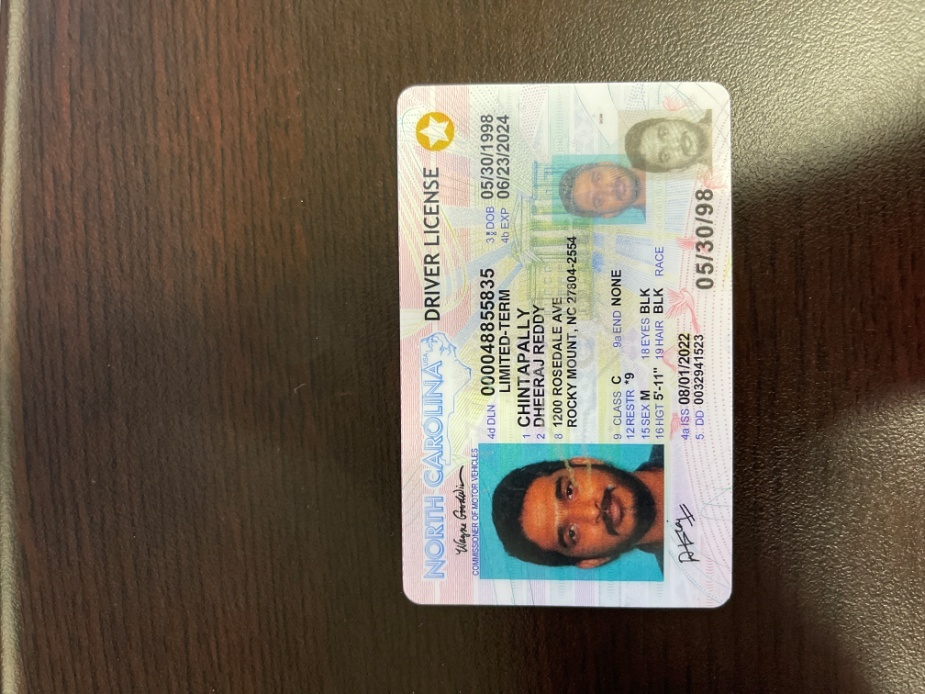 NORTH CAROLINA USA DRIVER LICENSE
COMMISSIONER OF MOTOR VEHICLES
4d DLN 000048855835
LIMITED-TERM
3 DOB 05/30/1998
4b EXP 06/23/2024
1 CHINTAPALLY
2 DHEERAJ REDDY
8 1200 ROSEDALE AVE
ROCKY MOUNT, NC 27804-2554
9 CLASS C 9a END NONE
12 RESTR *9
15 SEX M 18 EYES BLK
16 HGT 5'-11" 19 HAIR BLK RACE
4a ISS 08/01/2022
5 DD 0032941523
05/30/98